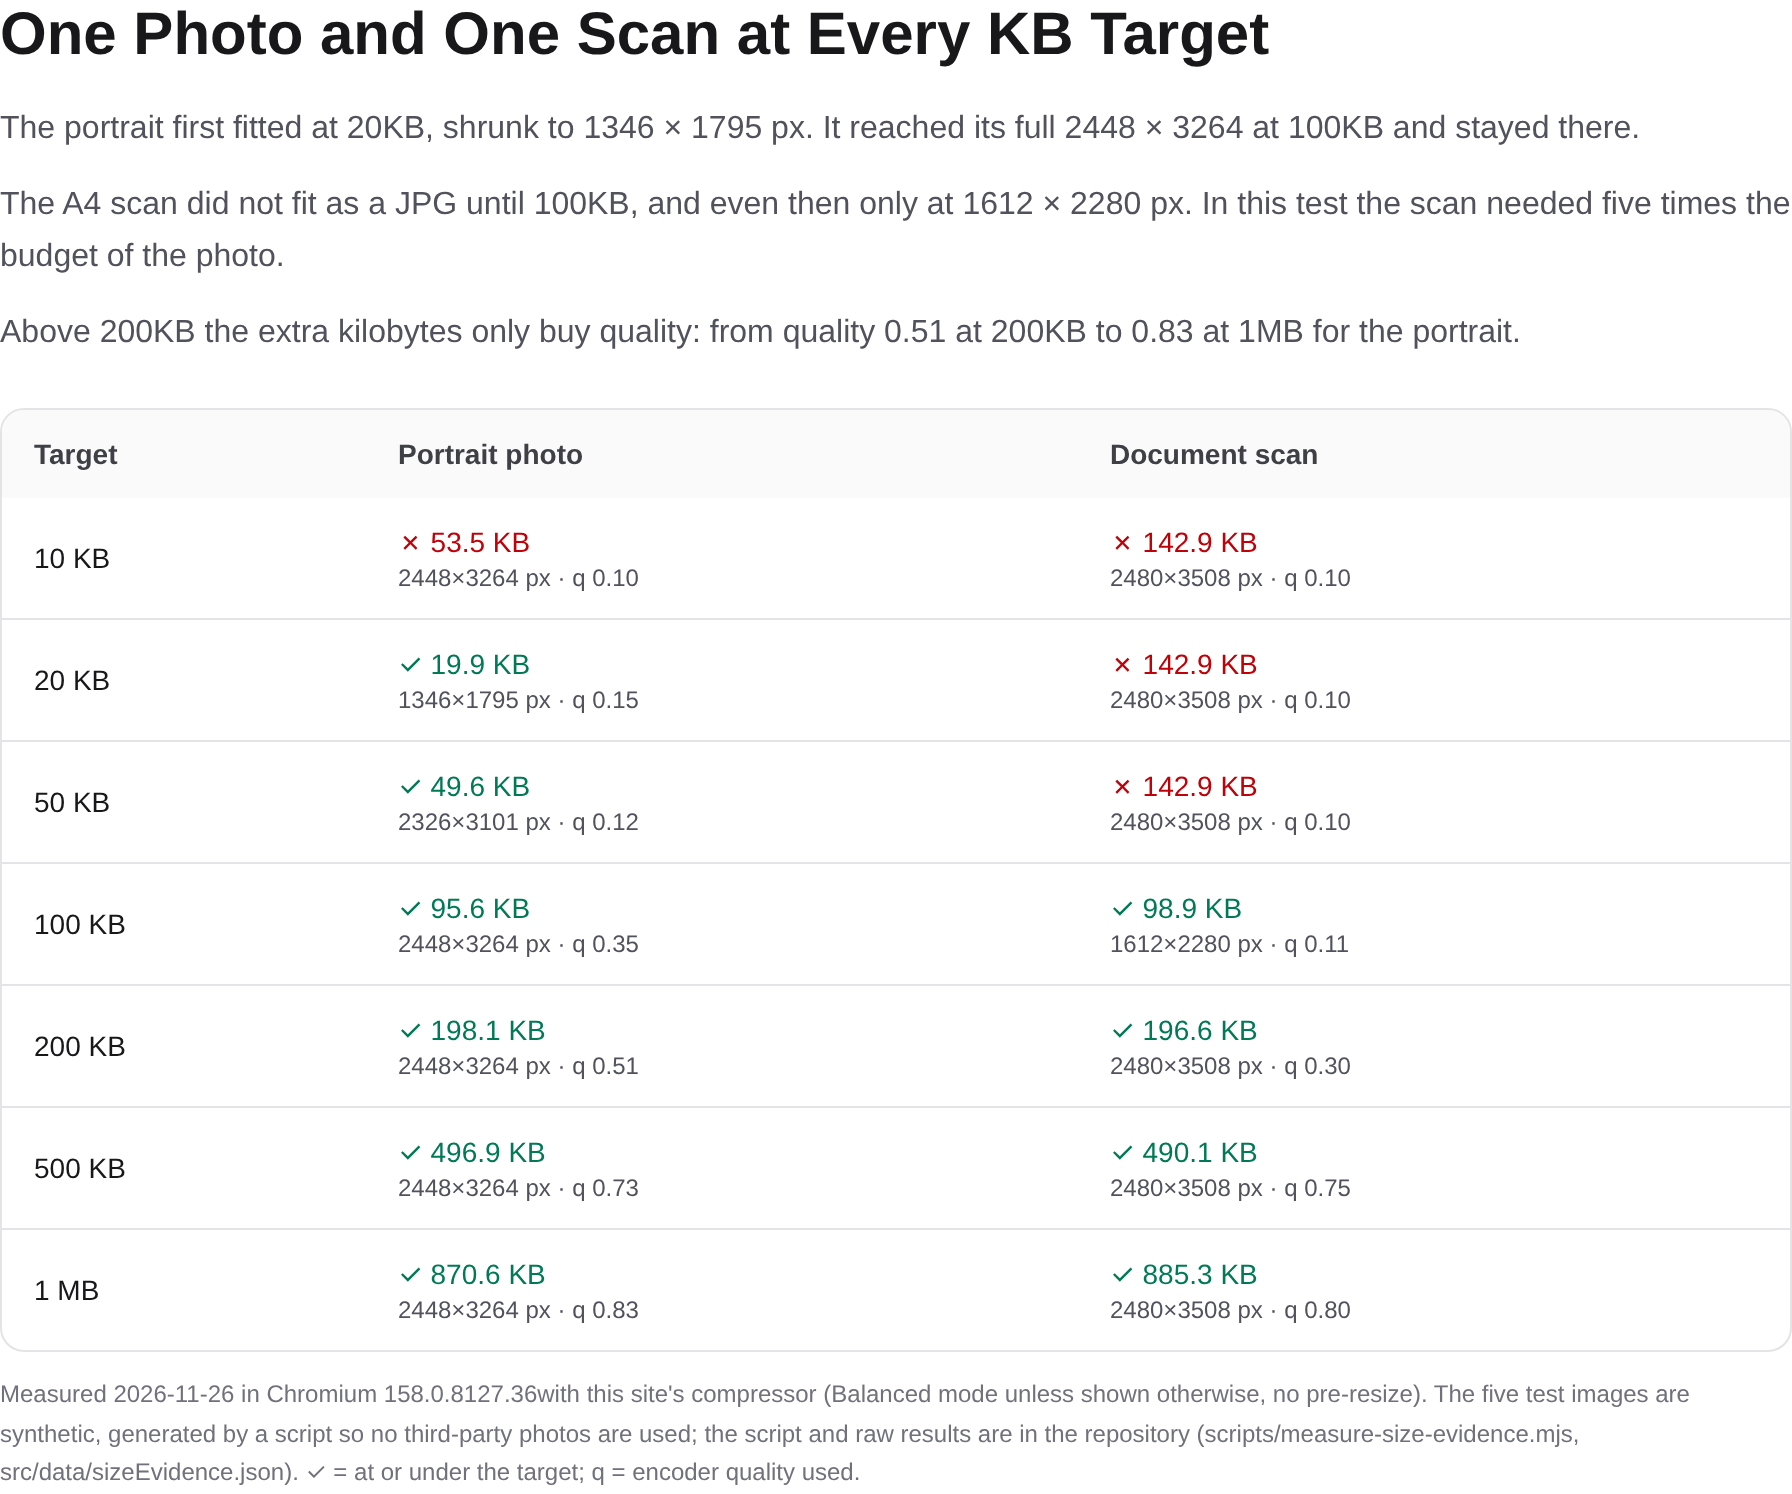 One Photo and One Scan at Every KB Target
The portrait first fitted at 20KB, shrunk to 1346 × 1795 px. It reached its full 2448 × 3264 at 100KB and stayed there.
The A4 scan did not fit as a JPG until 100KB, and even then only at 1612 × 2280 px. In this test the scan needed five times the
budget of the photo.
Above 200KB the extra kilobytes only buy quality: from quality 0.51 at 200KB to 0.83 at 1MB for the portrait.
Target Portrait photo Document scan
10 KB
✕ 53.5 KB
2448×3264 px · q 0.10
✕ 142.9 KB
2480×3508 px · q 0.10
20 KB
✓ 19.9 KB
1346×1795 px · q 0.15
✕ 142.9 KB
2480×3508 px · q 0.10
50 KB
✓ 49.6 KB
2326×3101 px · q 0.12
✕ 142.9 KB
2480×3508 px · q 0.10
100 KB
✓ 95.6 KB
2448×3264 px · q 0.35
✓ 98.9 KB
1612×2280 px · q 0.11
200 KB
✓ 198.1 KB
2448×3264 px · q 0.51
✓ 196.6 KB
2480×3508 px · q 0.30
500 KB
✓ 496.9 KB
2448×3264 px · q 0.73
✓ 490.1 KB
2480×3508 px · q 0.75
1 MB
✓ 870.6 KB
2448×3264 px · q 0.83
✓ 885.3 KB
2480×3508 px · q 0.80
Measured 2026-11-26 in Chromium 158.0.8127.36with this site's compressor (Balanced mode unless shown otherwise, no pre-resize). The five test images are
synthetic, generated by a script so no third-party photos are used; the script and raw results are in the repository (scripts/measure-size-evidence.mjs,
src/data/sizeEvidence.json). ✓ = at or under the target; q = encoder quality used.